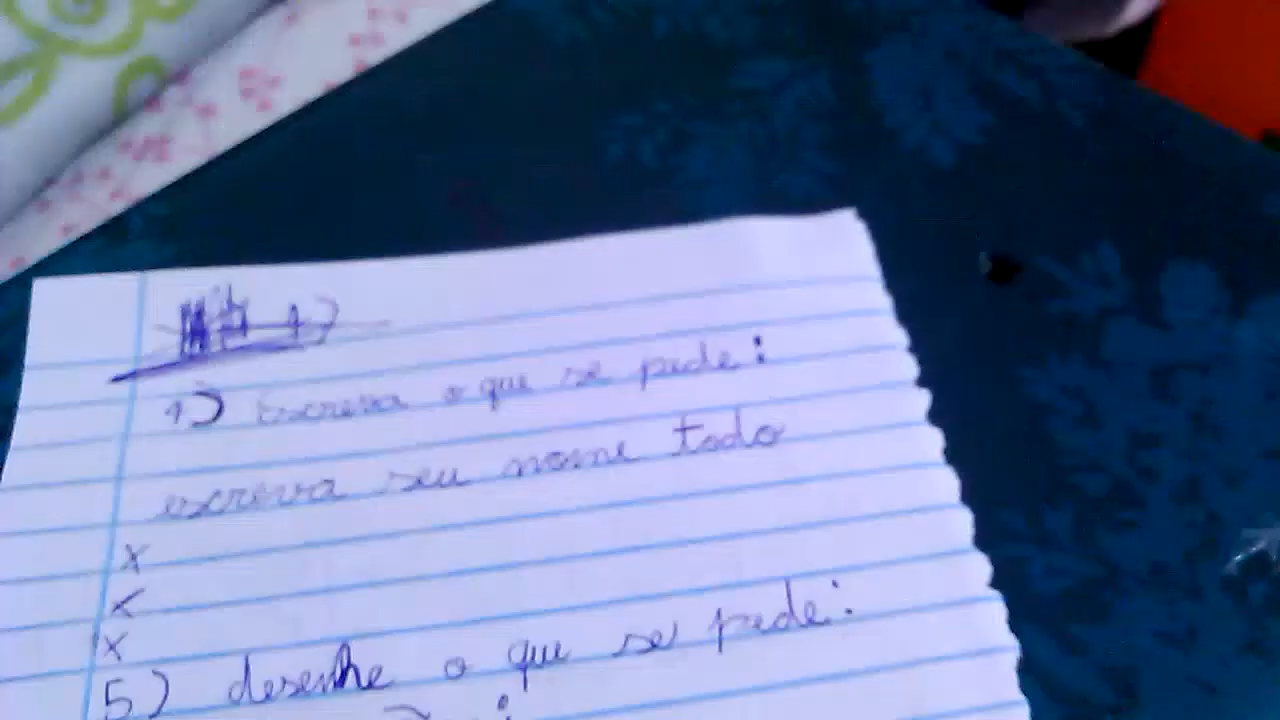 1) Escreva o que se pede:
escreva seu nome todo
x
x
x
5) desenhe o que se pede: